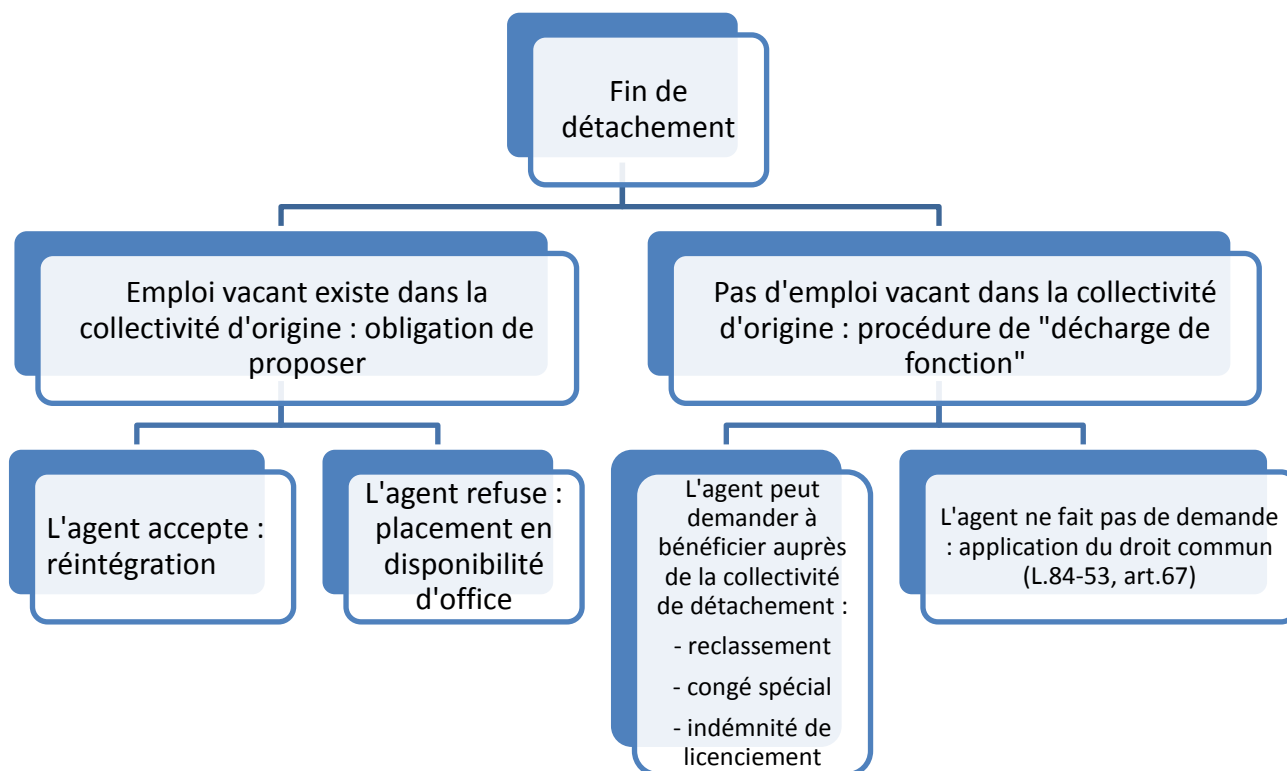 Fin de
détachement
Emploi vacant existe dans la
collectivité d'origine : obligation de
proposer
Pas d'emploi vacant dans la collectivité
d'origine : procédure de "décharge de
fonction"
L'agent accepte :
réintégration
L'agent refuse :
placement en
disponibilité
d'office
L'agent peut
demander à
bénéficier auprès
de la collectivité
de détachement :
- reclassement
- congé spécial
- indémnité de
licenciement
L'agent ne fait pas de demande
: application du droit commun
(L.84-53, art.67)